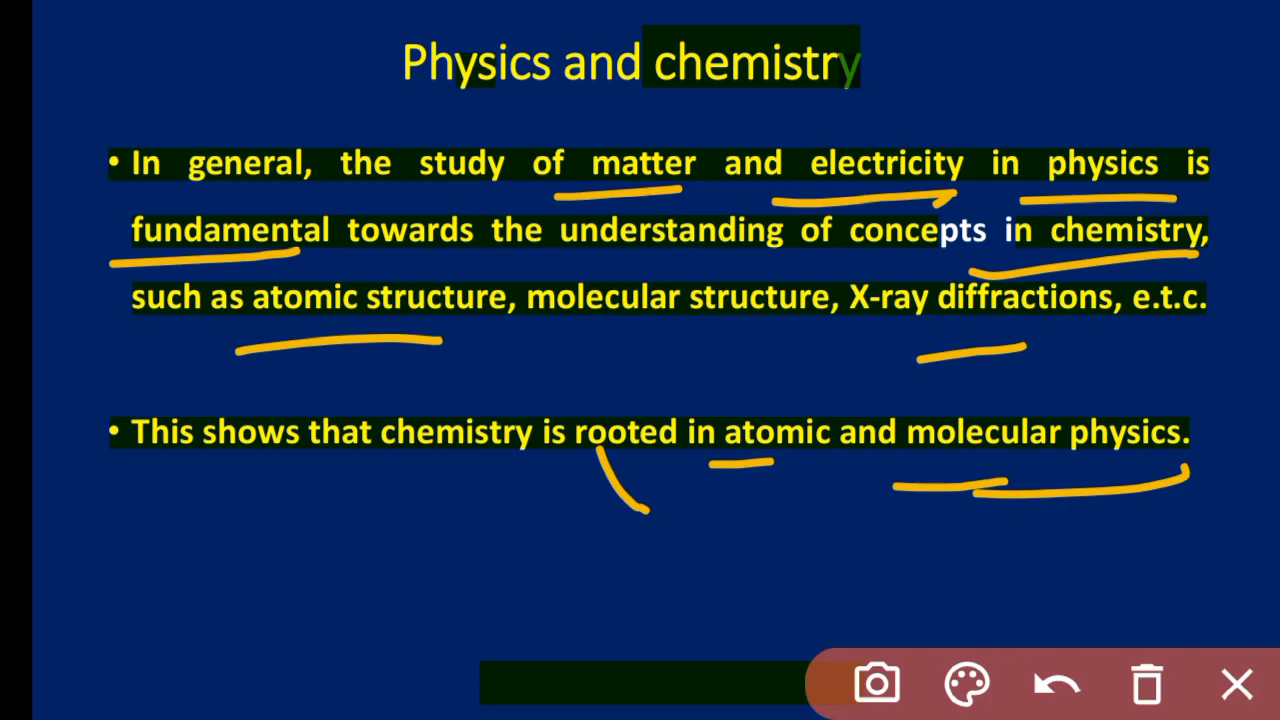 Physics and chemistry
• In general, the study of matter and electricity in physics is
fundamental towards the understanding of concepts in chemistry,
such as atomic structure, molecular structure, X-ray diffractions, e.t.c.
• This shows that chemistry is rooted in atomic and molecular physics.